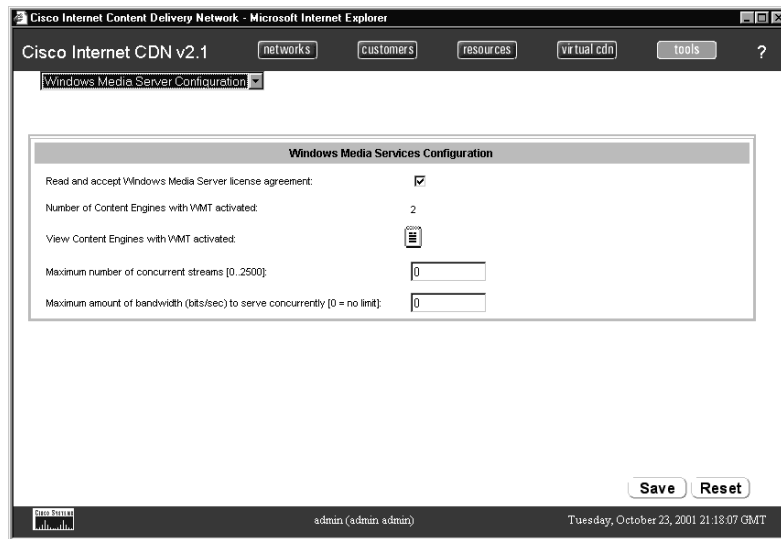 Cisco Internet Content Delivery Network - Microsoft Internet Explorer
Cisco Internet CDN v2.1 networks customers resources virtual cdn tools ?
Windows Media Server Configuration
Windows Media Services Configuration
Read and accept Windows Media Server license agreement:
Number of Content Engines with WMT activated: 2
View Content Engines with WMT activated:
Maximum number of concurrent streams [0..2500]: 0
Maximum amount of bandwidth (bits/sec) to serve concurrently [0 = no limit]: 0
Save Reset
Cisco Systems
admin (admin admin) Tuesday, October 23, 2001 21:18:07 GMT